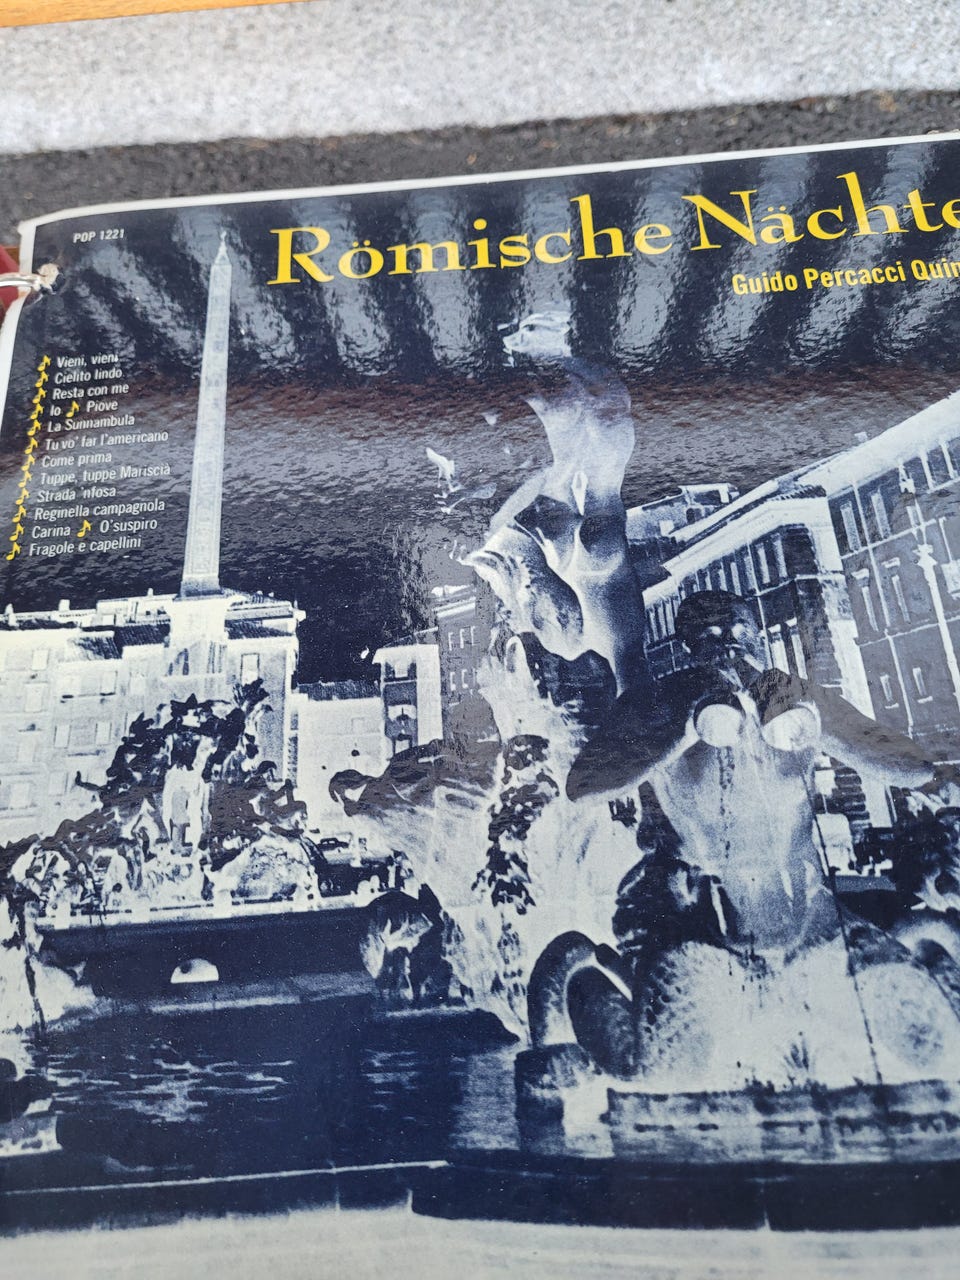 POP 1221
Römische Nächte
Guido Percacci Quin
Vieni, vieni
Cielito lindo
Resta con me
Io ♪ Piove
La Sunnambula
Tu vo' far l'americano
Come prima
Tuppe, tuppe Mariscià
Strada 'nfosa
Reginella campagnola
Carina ♪ O'suspiro
Fragole e capellini